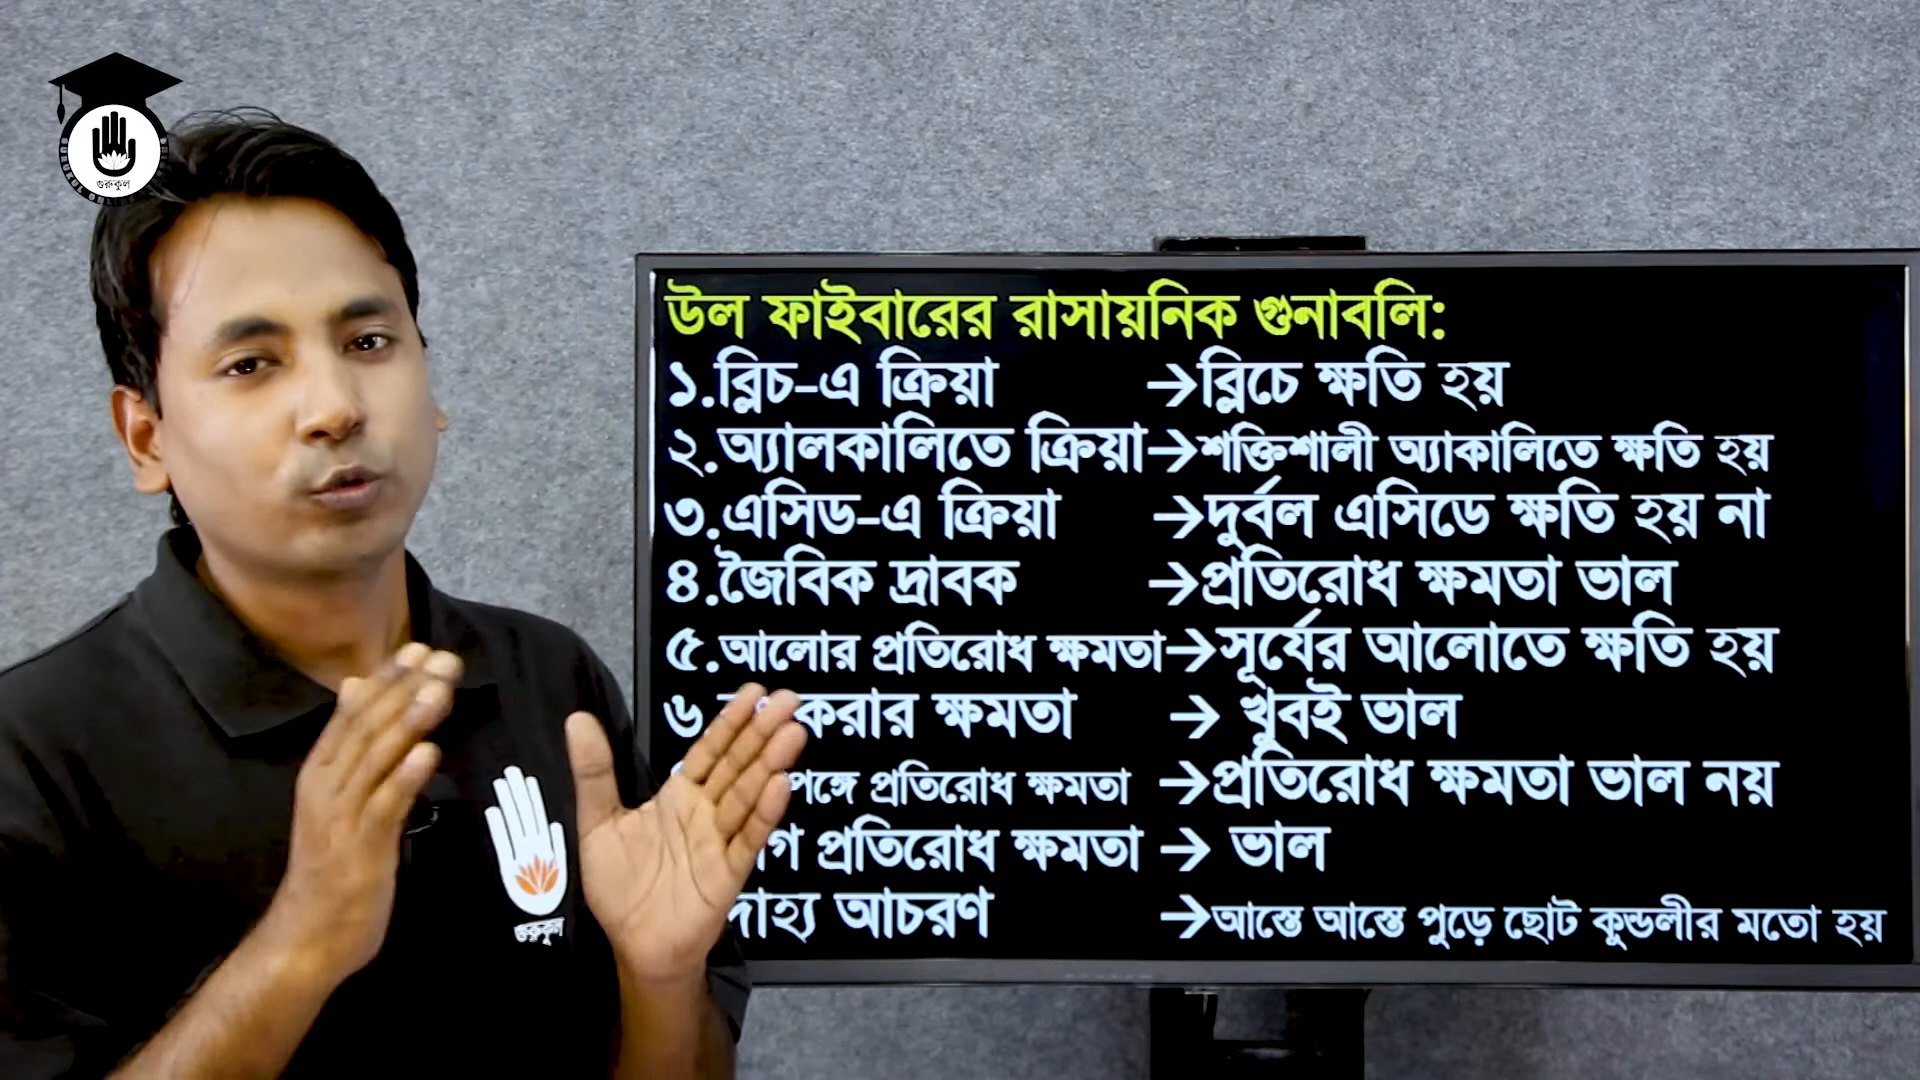 গুরুকুল
GURUKUL ONLINE
উল ফাইবারের রাসায়নিক গুনাবলি:
১.ব্লিচ-এ ক্রিয়া →ব্লিচে ক্ষতি হয়
২.অ্যালকালিতে ক্রিয়া→শক্তিশালী অ্যাকালিতে ক্ষতি হয়
৩.এসিড-এ ক্রিয়া →দুর্বল এসিডে ক্ষতি হয় না
৪.জৈবিক দ্রাবক →প্রতিরোধ ক্ষমতা ভাল
৫.আলোর প্রতিরোধ ক্ষমতা→সূর্যের আলোতে ক্ষতি হয়
৬. করার ক্ষমতা → খুবই ভাল
প্রতিরোধ ক্ষমতা →প্রতিরোধ ক্ষমতা ভাল নয়
প্রতিরোধ ক্ষমতা → ভাল
দাহ্য আচরণ →আস্তে আস্তে পুড়ে ছোট কুন্ডলীর মতো হয়
গুরুকুল